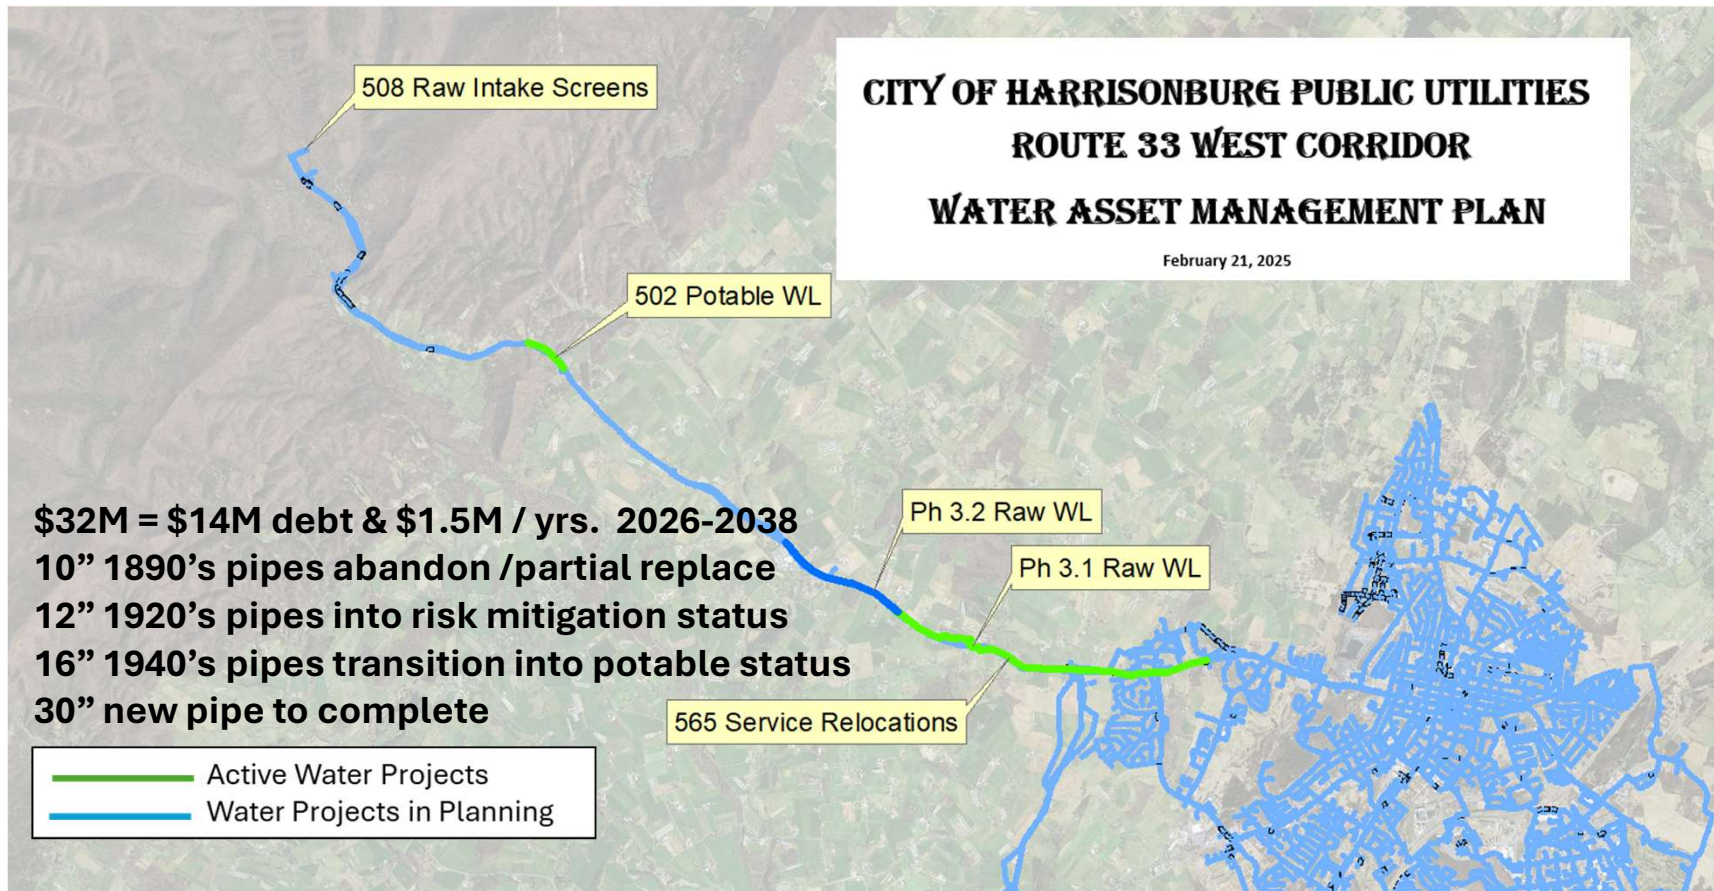 508 Raw Intake Screens
CITY OF HARRISONBURG PUBLIC UTILITIES
ROUTE 33 WEST CORRIDOR
WATER ASSET MANAGEMENT PLAN
February 21, 2025
502 Potable WL
$32M = $14M debt & $1.5M / yrs.  2026-2038
10” 1890’s pipes abandon /partial replace
12” 1920’s pipes into risk mitigation status
16” 1940’s pipes transition into potable status
30” new pipe to complete
Ph 3.2 Raw WL
Ph 3.1 Raw WL
565 Service Relocations
Active Water Projects
Water Projects in Planning